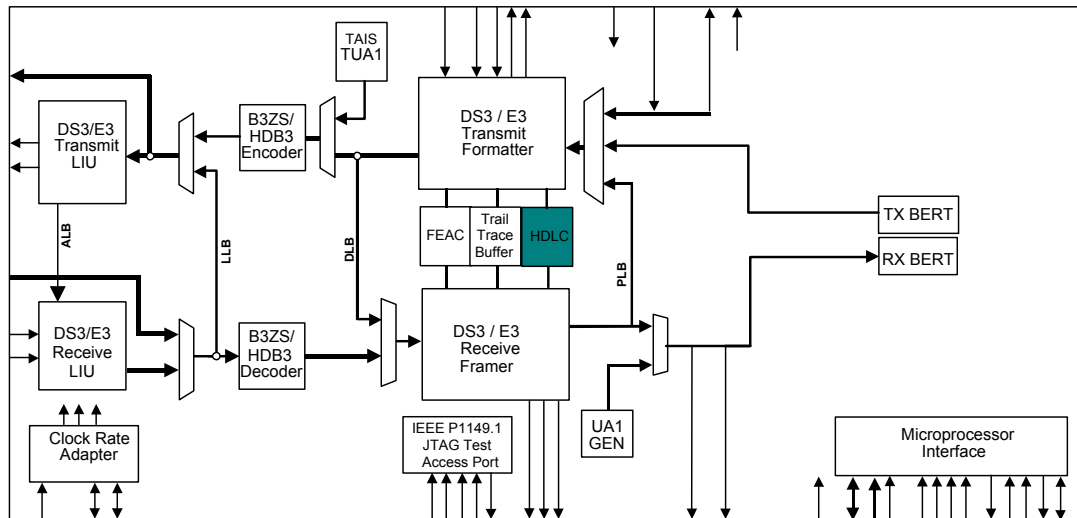 TAIS
TUA1
DS3/E3
Transmit
LIU
B3ZS/
HDB3
Encoder
DS3 / E3
Transmit
Formatter
FEAC
Trail
Trace
Buffer
HDLC
TX BERT
RX BERT
ALB
LLB
DLB
PLB
DS3/E3
Receive
LIU
B3ZS/
HDB3
Decoder
DS3 / E3
Receive
Framer
Clock Rate
Adapter
IEEE P1149.1
JTAG Test
Access Port
UA1
GEN
Microprocessor
Interface